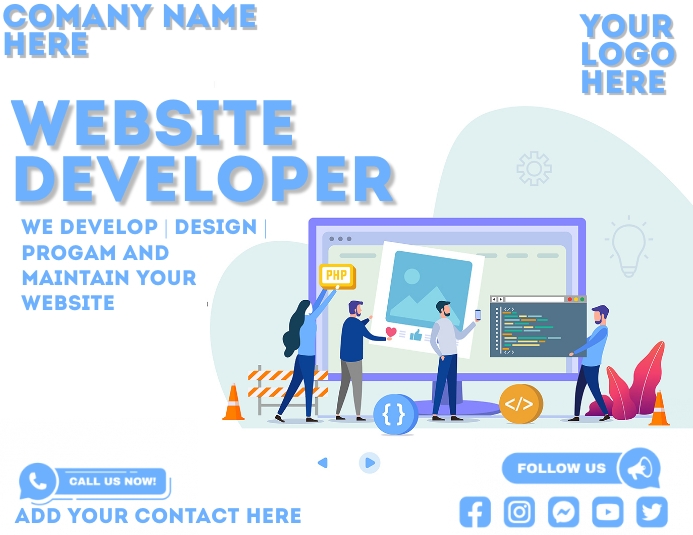 COMANY NAME
HERE
YOUR
LOGO
HERE
WEBSITE
DEVELOPER
WE DEVELOP | DESIGN |
PROGAM AND
MAINTAIN YOUR
WEBSITE
PHP
</>
</>
{ }
</>
CALL US NOW!
FOLLOW US
ADD YOUR CONTACT HERE